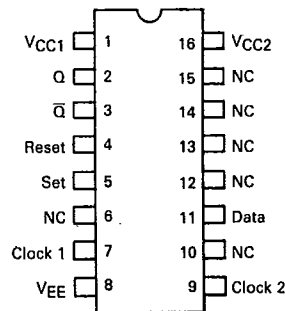 VCC1 1 16 VCC2
Q 2 15 NC
Q̅ 3 14 NC
Reset 4 13 NC
Set 5 12 NC
NC 6 11 Data
Clock 1 7 10 NC
VEE 8 9 Clock 2